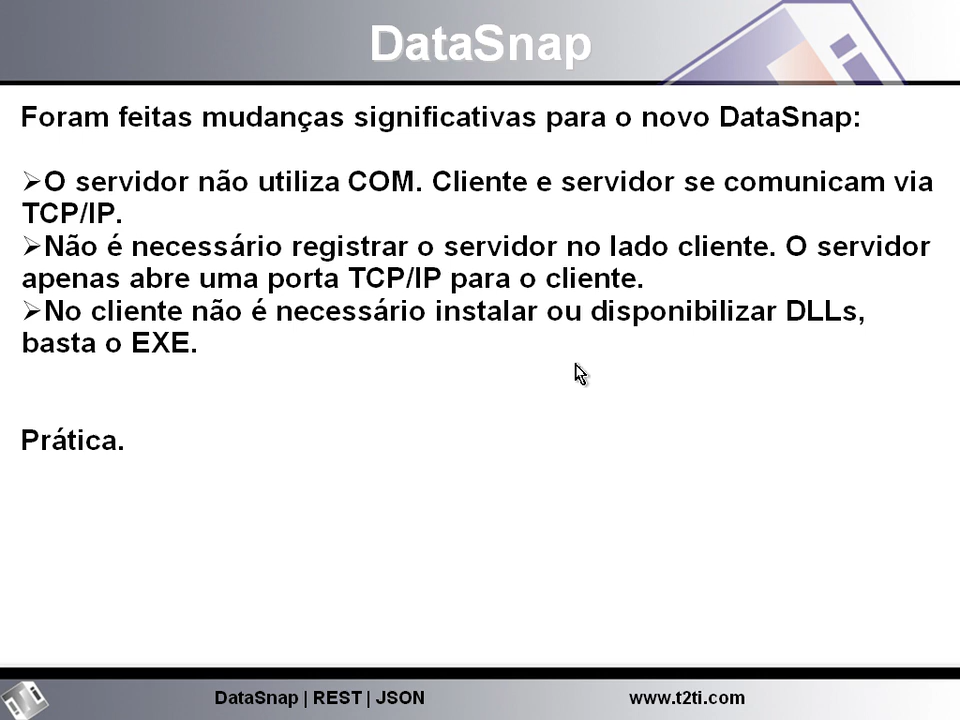 DataSnap
Foram feitas mudanças significativas para o novo DataSnap:
➢O servidor não utiliza COM. Cliente e servidor se comunicam via
TCP/IP.
➢Não é necessário registrar o servidor no lado cliente. O servidor
apenas abre uma porta TCP/IP para o cliente.
➢No cliente não é necessário instalar ou disponibilizar DLLs,
basta o EXE.
Prática.
DataSnap | REST | JSON
www.t2ti.com